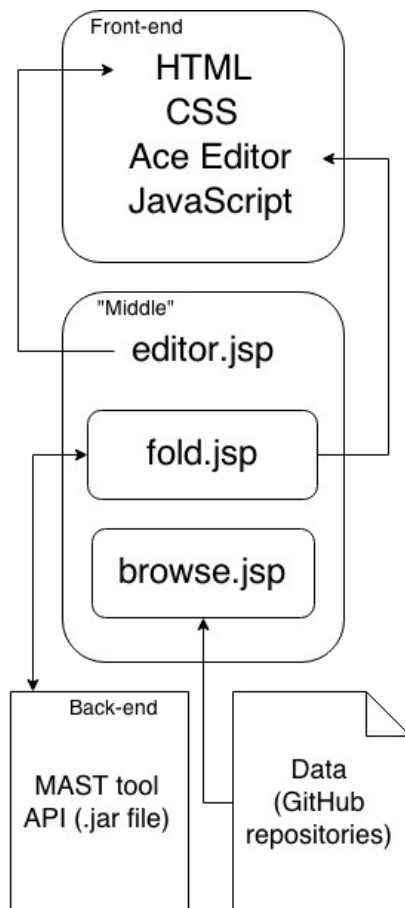 Front-end
HTML
CSS
Ace Editor
JavaScript
"Middle"
editor.jsp
fold.jsp
browse.jsp
Back-end
MAST tool
API (.jar file)
Data
(GitHub
repositories)